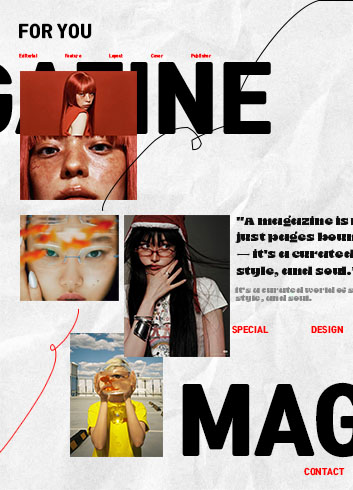 FOR YOU
Editorial Feature Layout Cover Publisher
GAZINE
"A magazine is
just pages boun
— it's a curated
style, and soul."
it's a curated world of s
style, and soul.
SPECIAL DESIGN
MAG
CONTACT